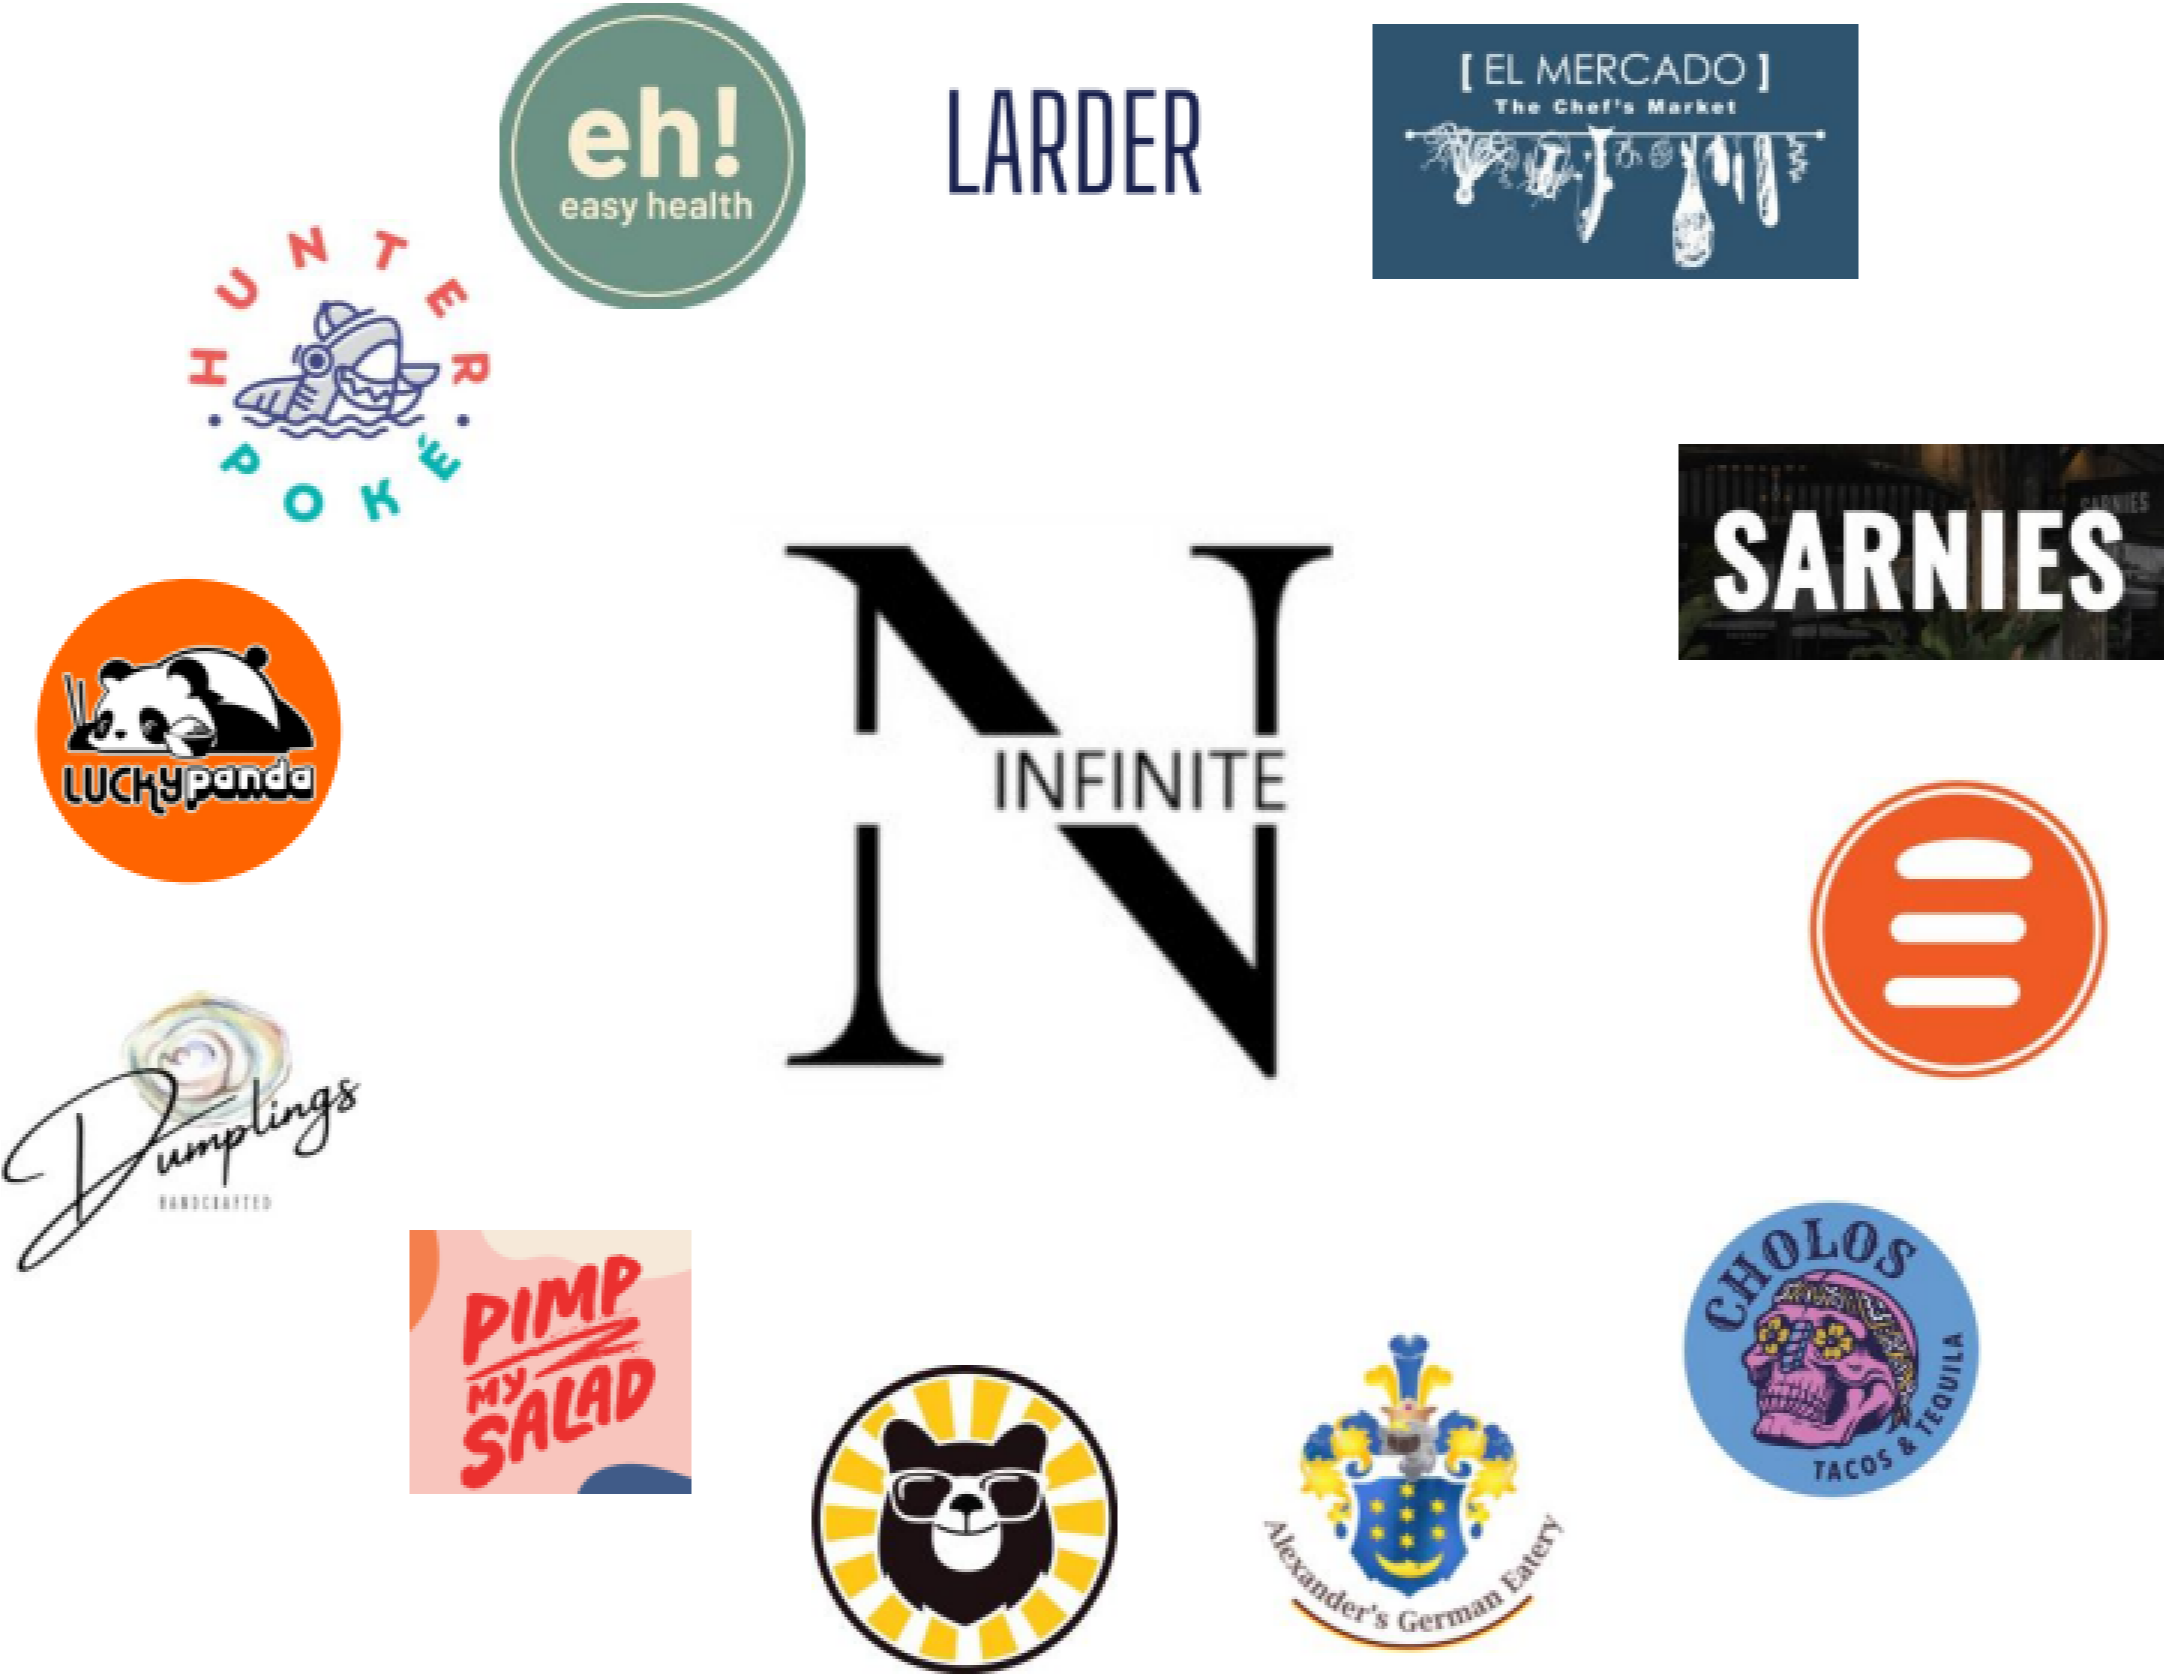 eh!
easy health
LARDER
[ EL MERCADO ]
The Chef's Market
HUNTER
POKÉ
SARNIES
SARNIES
LUCKYpanda
INFINITE
Dumplings
HANDCRAFTED
PIMP
MY
SALAD
CHOLOS
TACOS & TEQUILA
Alexander's German Eatery